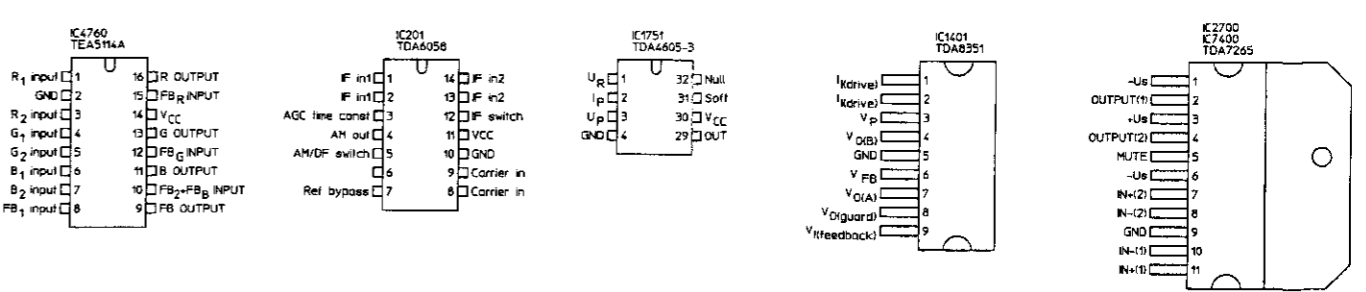 IC4760
TEA5114A
R1 input 1 16 R OUTPUT
GND 2 15 FBR INPUT
R2 input 3 14 VCC
G1 input 4 13 G OUTPUT
G2 input 5 12 FBG INPUT
B1 input 6 11 B OUTPUT
B2 input 7 10 FB2+FBB INPUT
FB1 input 8 9 FB OUTPUT
IC201
TDA6058
IF in1 1 14 IF in2
IF in1 2 13 IF in2
AGC time const 3 12 IF switch
AM out 4 11 VCC
AM/DF switch 5 10 GND
6 9 Carrier in
Ref bypass 7 8 Carrier in
IC1751
TDA4605-3
UR 1 32 Null
IP 2 31 Soft
UP 3 30 VCC
GND 4 29 OUT
IC1401
TDA8351
I(drive) 1
I(drive) 2
VP 3
VO(B) 4
GND 5
VFB 6
VO(A) 7
VO(guard) 8
VI(feedback) 9
IC2700
IC7400
TDA7265
-Us 1
OUTPUT(1) 2
+Us 3
OUTPUT(2) 4
MUTE 5
-Us 6
IN+(2) 7
IN-(2) 8
GND 9
IN-(1) 10
IN+(1) 11